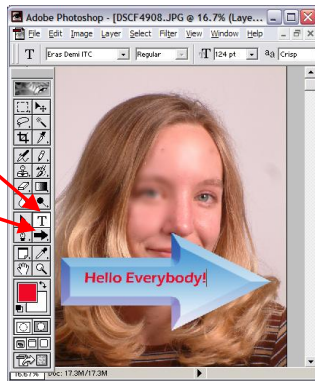 Adobe Photoshop - [DSCF4908.JPG @ 16.7% (Laye...
File Edit Image Layer Select Filter View Window Help
T Eras Demi ITC Regular T 124 pt aa Crisp
T
Hello Everybody!
16.67% Doc: 17.3M/17.3M